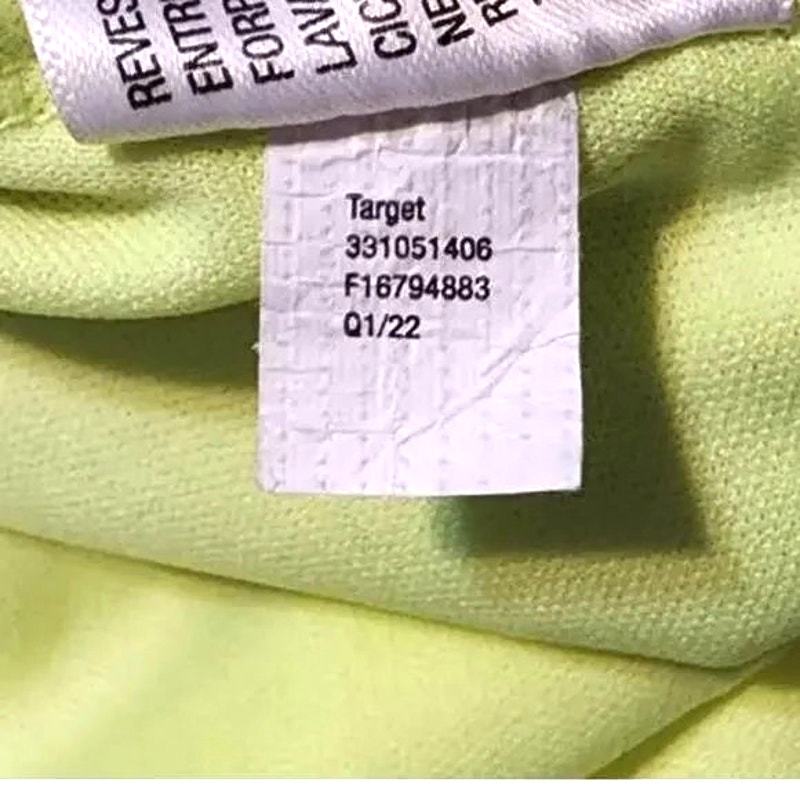 REVES
ENTR
FORR
LAV
CIC
NE
Target
331051406
F16794883
Q1/22